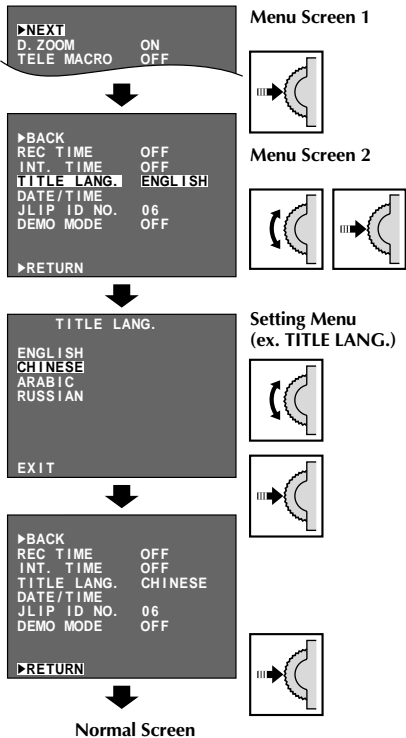 ►NEXT
D. ZOOM ON
TELE MACRO OFF
Menu Screen 1
►BACK
REC TIME OFF
INT. TIME OFF
TITLE LANG. ENGLISH
DATE/TIME
JLIP ID NO. 06
DEMO MODE OFF
►RETURN
Menu Screen 2
TITLE LANG.
ENGLISH
CHINESE
ARABIC
RUSSIAN
EXIT
Setting Menu
(ex. TITLE LANG.)
►BACK
REC TIME OFF
INT. TIME OFF
TITLE LANG. CHINESE
DATE/TIME
JLIP ID NO. 06
DEMO MODE OFF
►RETURN
Normal Screen